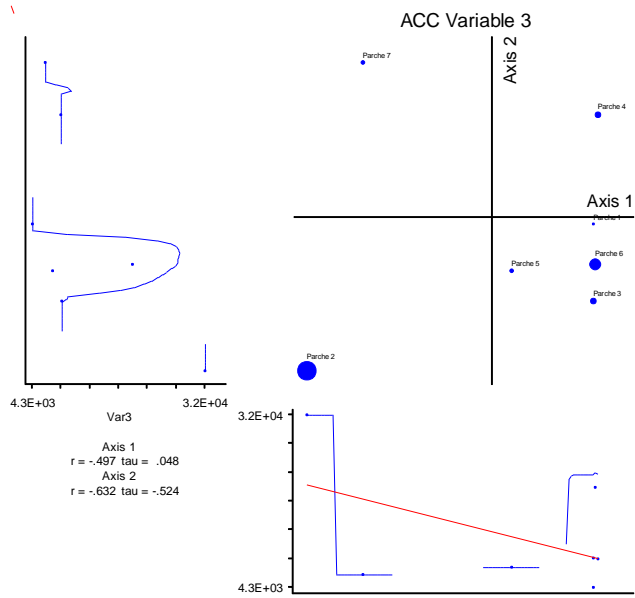 \
ACC Variable 3
Axis 2
Parche 7
Parche 4
Axis 1
Parche 1
Parche 6
Parche 5
Parche 3
Parche 2
4.3E+03
3.2E+04
Var3
Axis 1
r = -.497 tau = .048
Axis 2
r = -.632 tau = -.524
3.2E+04
4.3E+03